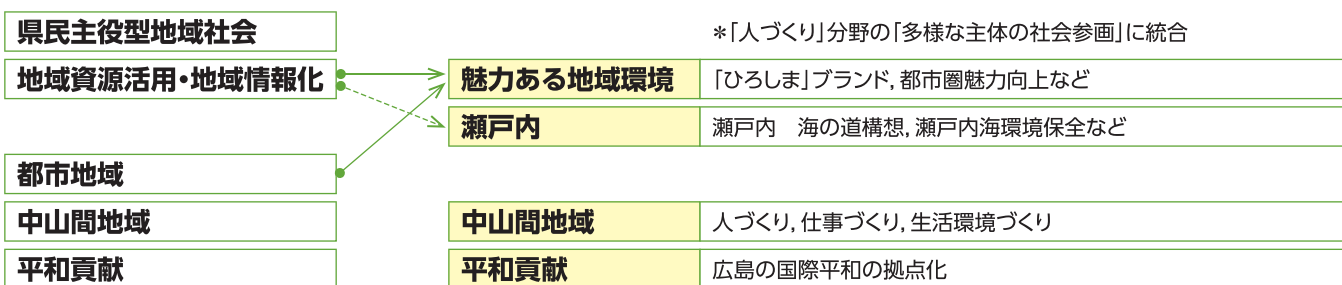 県民主役型地域社会 *「人づくり」分野の「多様な主体の社会参画」に統合
地域資源活用・地域情報化 魅力ある地域環境 「ひろしま」ブランド,都市圏魅力向上など
瀬戸内 瀬戸内　海の道構想,瀬戸内海環境保全など
都市地域
中山間地域 中山間地域 人づくり,仕事づくり,生活環境づくり
平和貢献 平和貢献 広島の国際平和の拠点化